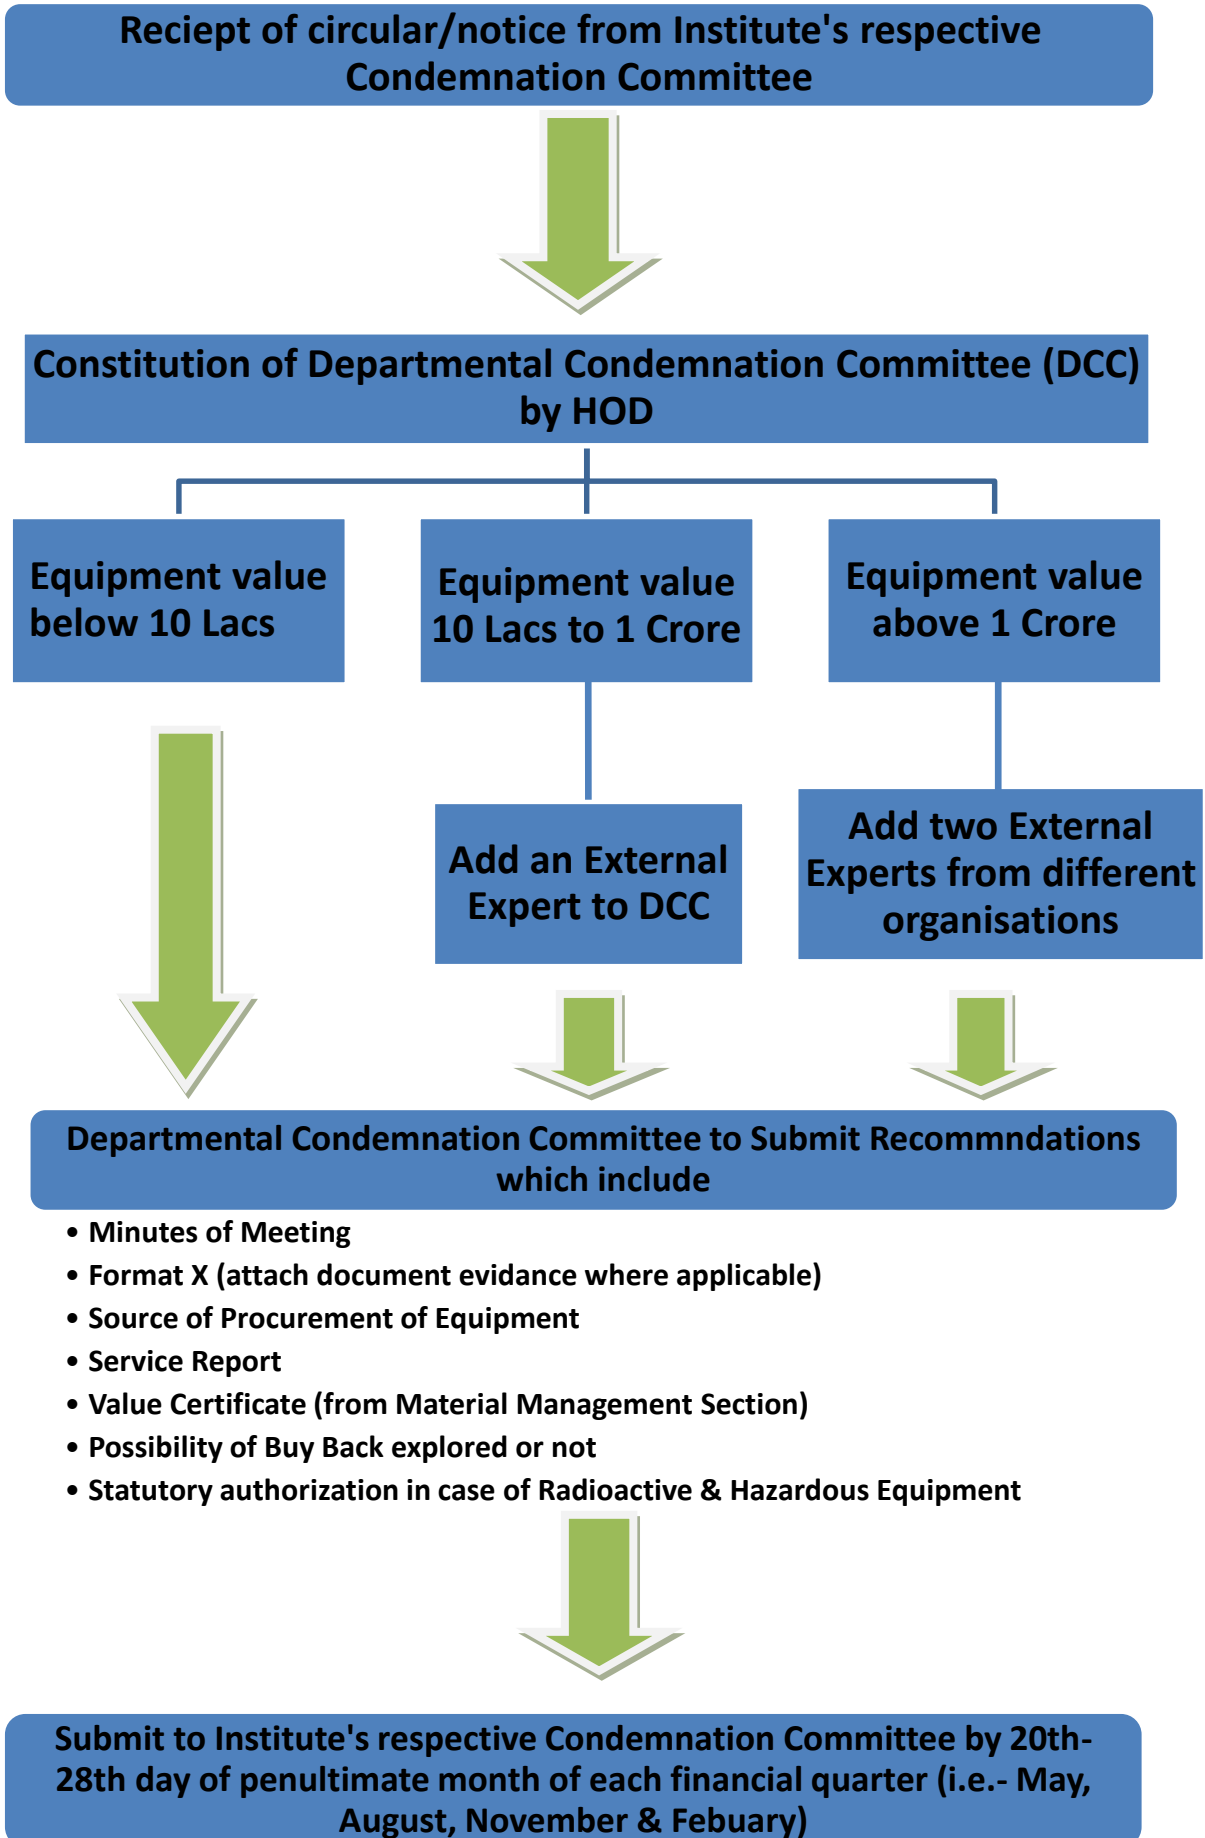 Reciept of circular/notice from Institute's respective
Condemnation Committee
Constitution of Departmental Condemnation Committee (DCC)
by HOD
Equipment value
below 10 Lacs
Equipment value
10 Lacs to 1 Crore
Equipment value
above 1 Crore
Add an External
Expert to DCC
Add two External
Experts from different
organisations
Departmental Condemnation Committee to Submit Recommndations
which include
• Minutes of Meeting
• Format X (attach document evidance where applicable)
• Source of Procurement of Equipment
• Service Report
• Value Certificate (from Material Management Section)
• Possibility of Buy Back explored or not
• Statutory authorization in case of Radioactive & Hazardous Equipment
Submit to Institute's respective Condemnation Committee by 20th-
28th day of penultimate month of each financial quarter (i.e.- May,
August, November & Febuary)